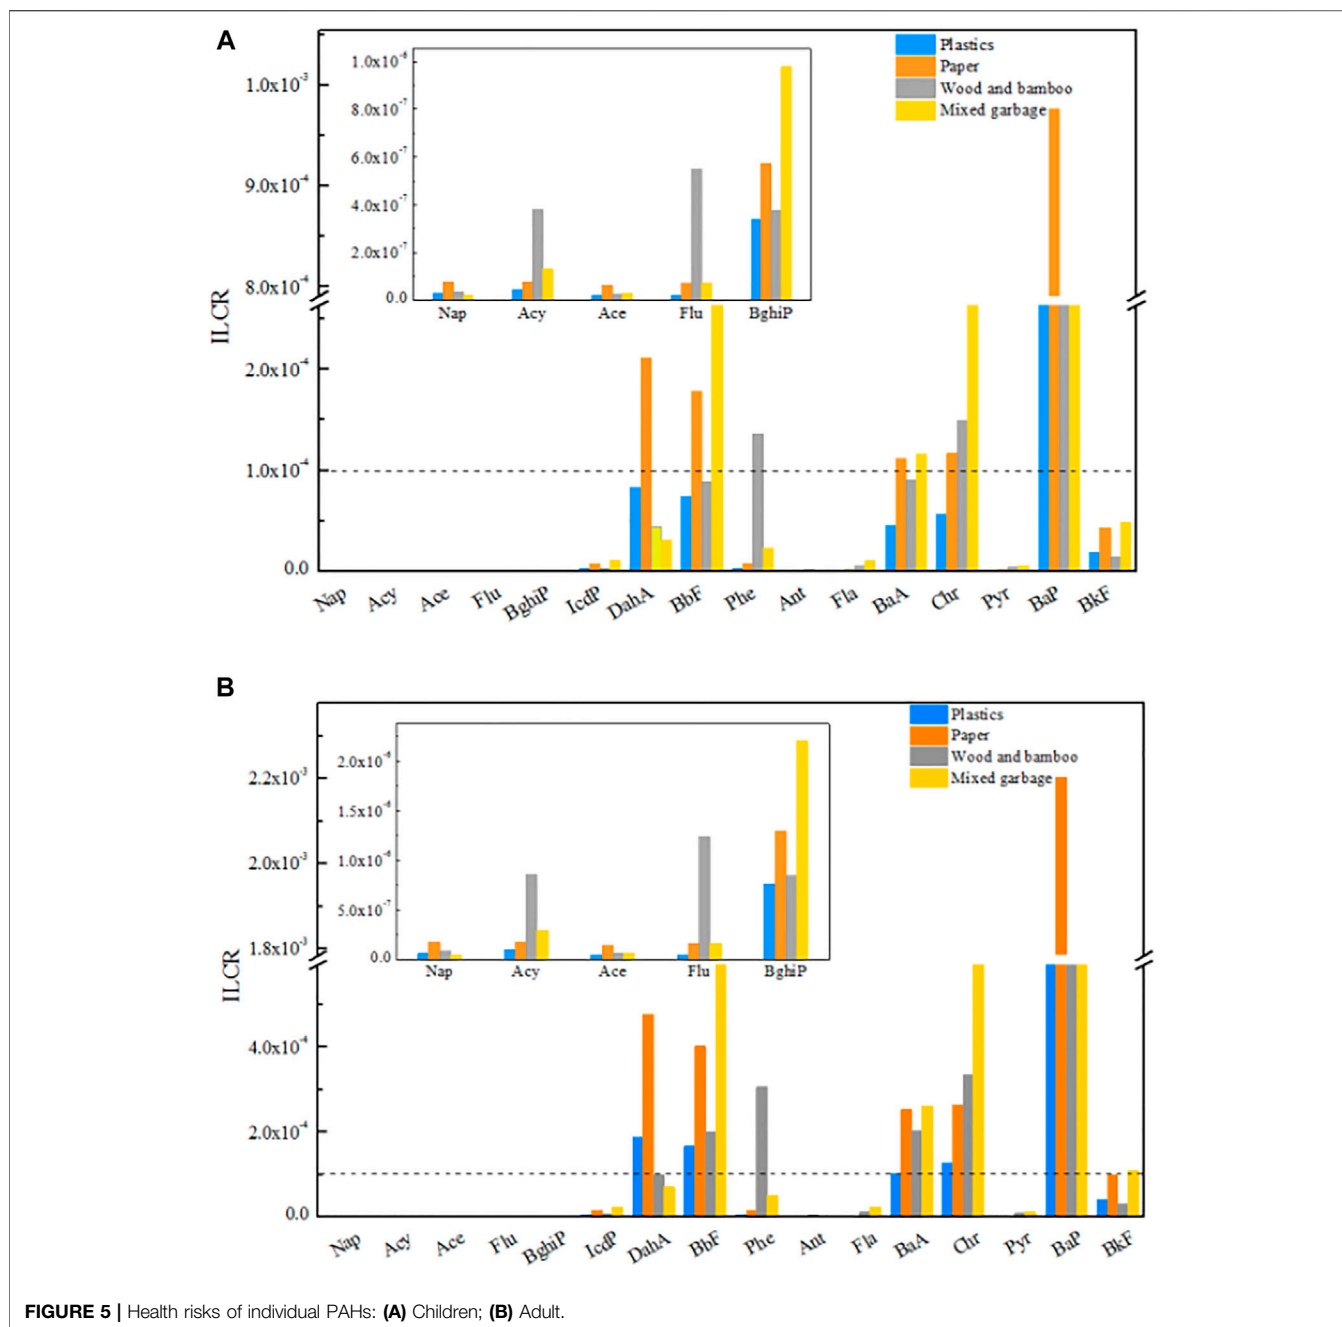 A
Plastics
Paper
Wood and bamboo
Mixed garbage
1.0x10⁻⁶
8.0x10⁻⁷
6.0x10⁻⁷
4.0x10⁻⁷
2.0x10⁻⁷
0.0
Nap Acy Ace Flu BghiP
1.0x10⁻³
9.0x10⁻⁴
8.0x10⁻⁴
2.0x10⁻⁴
1.0x10⁻⁴
0.0
ILCR
Nap Acy Ace Flu BghiP IcdP DahA BbF Phe Ant Fla BaA Chr Pyr BaP BkF
B
Plastics
Paper
Wood and bamboo
Mixed garbage
2.0x10⁻⁶
1.5x10⁻⁶
1.0x10⁻⁶
5.0x10⁻⁷
0.0
Nap Acy Ace Flu BghiP
2.2x10⁻³
2.0x10⁻³
1.8x10⁻³
4.0x10⁻⁴
2.0x10⁻⁴
0.0
ILCR
Nap Acy Ace Flu BghiP IcdP DahA BbF Phe Ant Fla BaA Chr Pyr BaP BkF
FIGURE 5 | Health risks of individual PAHs: (A) Children; (B) Adult.